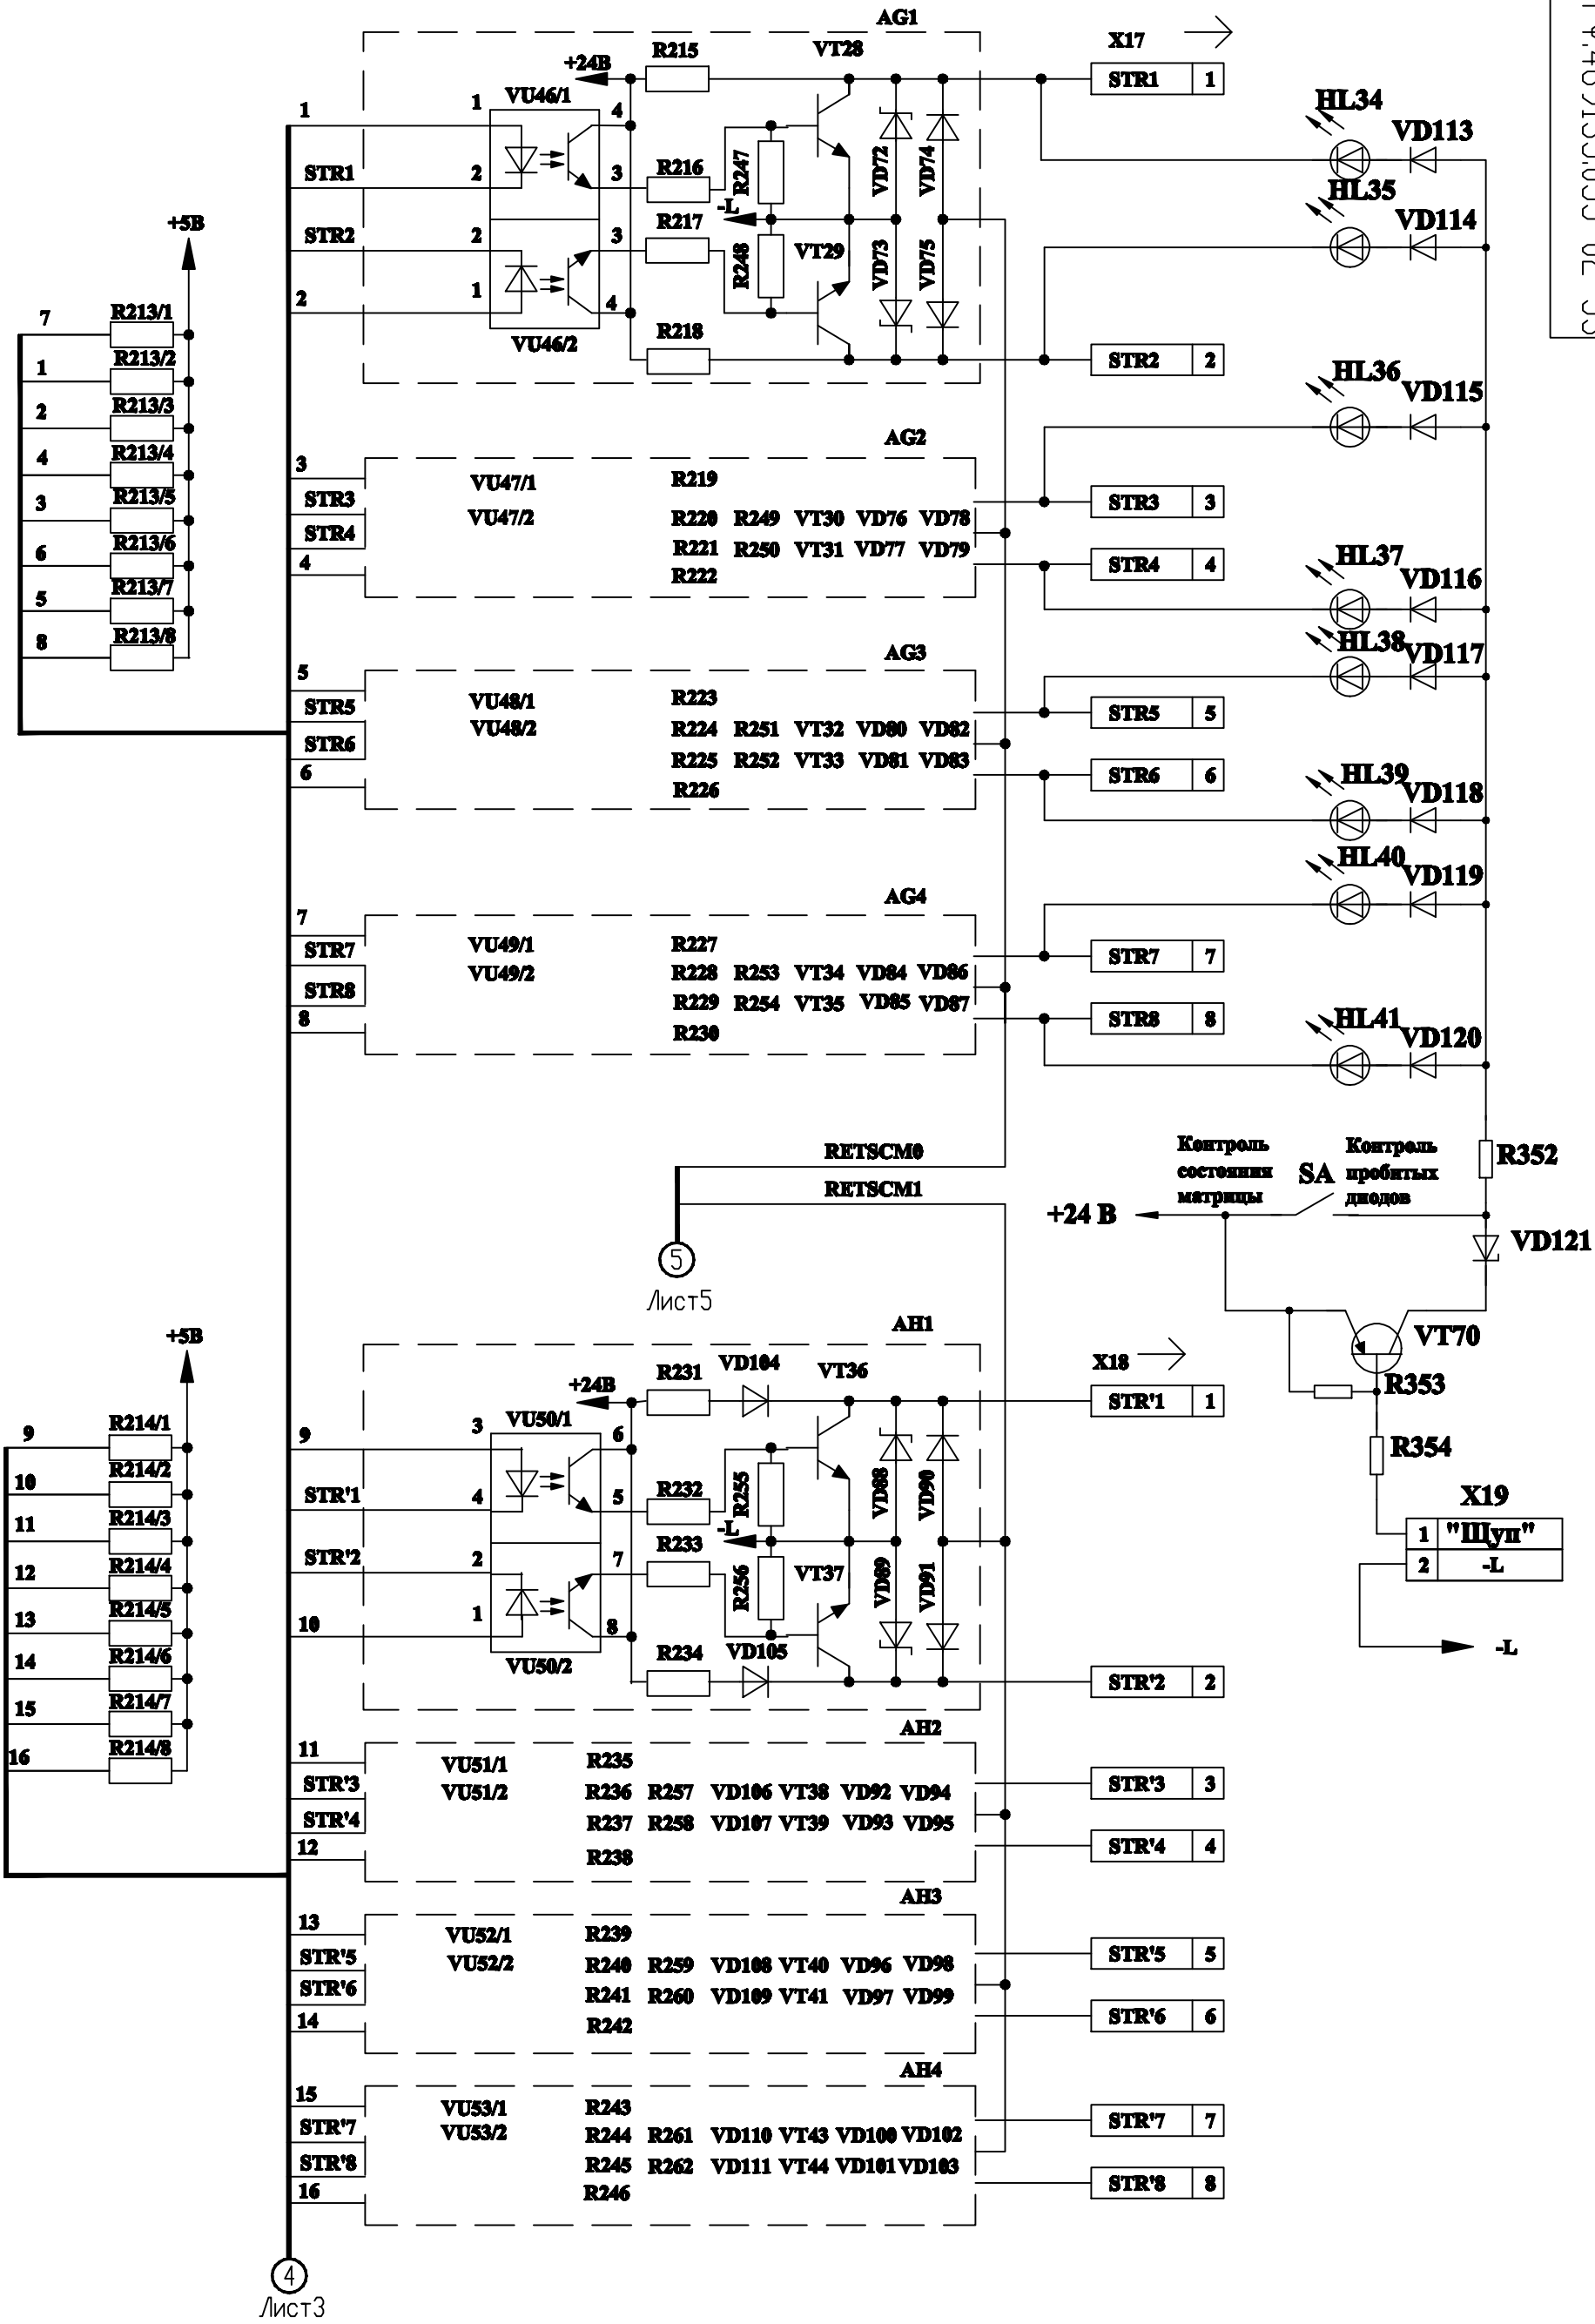 AG1
X17
R215
VT28
+24В
STR1 1
VU46/1
1
1
4
HL34
VD113
STR1
2
3
R216
R247
VD72
VD74
-L
HL35
VD114
+5В
STR2
2
3
R217
R248
VT29
VD73
VD75
2
1
4
VU46/2
R218
STR2 2
7 R213/1
1 R213/2
2 R213/3
4 R213/4
3 R213/5
6 R213/6
5 R213/7
8 R213/8
HL36
VD115
AG2
3
STR3
STR4
4
VU47/1
VU47/2
R219
R220 R249 VT30 VD76 VD78
R221 R250 VT31 VD77 VD79
R222
STR3 3
STR4 4
HL37
VD116
HL38
VD117
AG3
5
STR5
STR6
6
VU48/1
VU48/2
R223
R224 R251 VT32 VD80 VD82
R225 R252 VT33 VD81 VD83
R226
STR5 5
STR6 6
HL39
VD118
HL40
VD119
AG4
7
STR7
STR8
8
VU49/1
VU49/2
R227
R228 R253 VT34 VD84 VD86
R229 R254 VT35 VD85 VD87
R230
STR7 7
STR8 8
HL41
VD120
RETSCM0
RETSCM1
5
Лист5
Контроль
состояния
матрицы
SA
Контроль
пробитых
диодов
R352
+24 В
VD121
VT70
R353
R354
X19
1 "Щуп"
2 -L
-L
+5В
9 R214/1
10 R214/2
11 R214/3
12 R214/4
13 R214/5
14 R214/6
15 R214/7
16 R214/8
AH1
X18
R231
VD104
VT36
+24В
STR'1 1
9
3
VU50/1
6
STR'1
4
5
R232
R255
VD88
VD90
-L
STR'2
2
7
R233
R256
VT37
VD89
VD91
10
1
8
VU50/2
R234
VD105
STR'2 2
AH2
11
STR'3
STR'4
12
VU51/1
VU51/2
R235
R236 R257 VD106 VT38 VD92 VD94
R237 R258 VD107 VT39 VD93 VD95
R238
STR'3 3
STR'4 4
AH3
13
STR'5
STR'6
14
VU52/1
VU52/2
R239
R240 R259 VD108 VT40 VD96 VD98
R241 R260 VD109 VT41 VD97 VD99
R242
STR'5 5
STR'6 6
AH4
15
STR'7
STR'8
16
VU53/1
VU53/2
R243
R244 R261 VD110 VT43 VD100 VD102
R245 R262 VD111 VT44 VD101 VD103
R246
STR'7 7
STR'8 8
4
Лист3